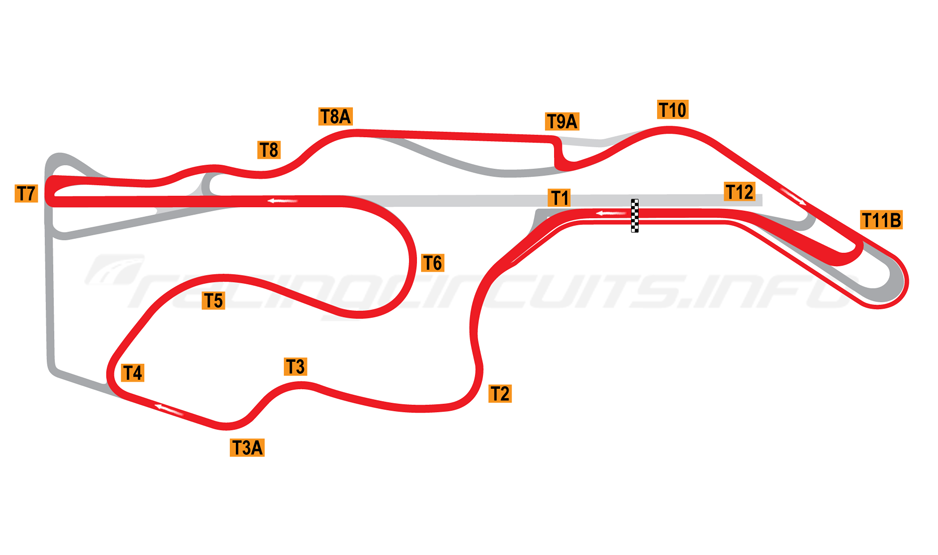 T10
T8A
T9A
T8
T7
T1
T12
T11B
T6
RACINGCIRCUITS.INFO
T5
T3
T4
T2
T3A